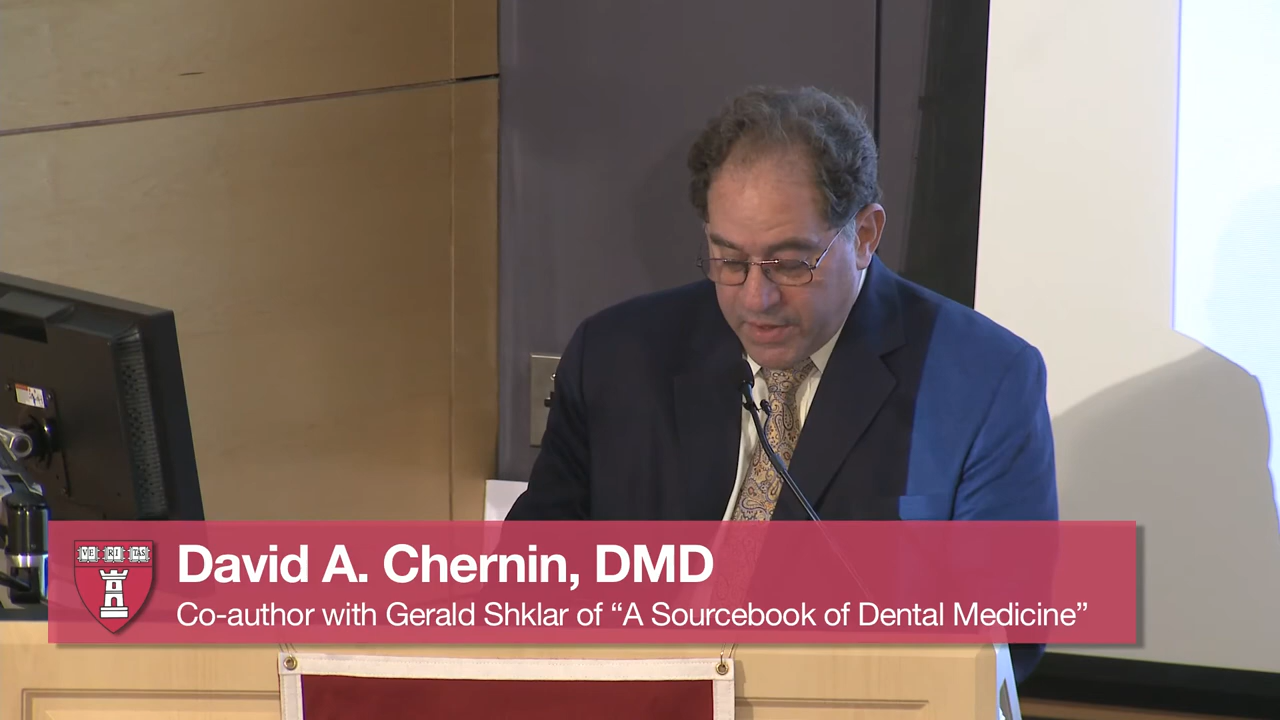 VE RI TAS
David A. Chernin, DMD
Co-author with Gerald Shklar of “A Sourcebook of Dental Medicine”